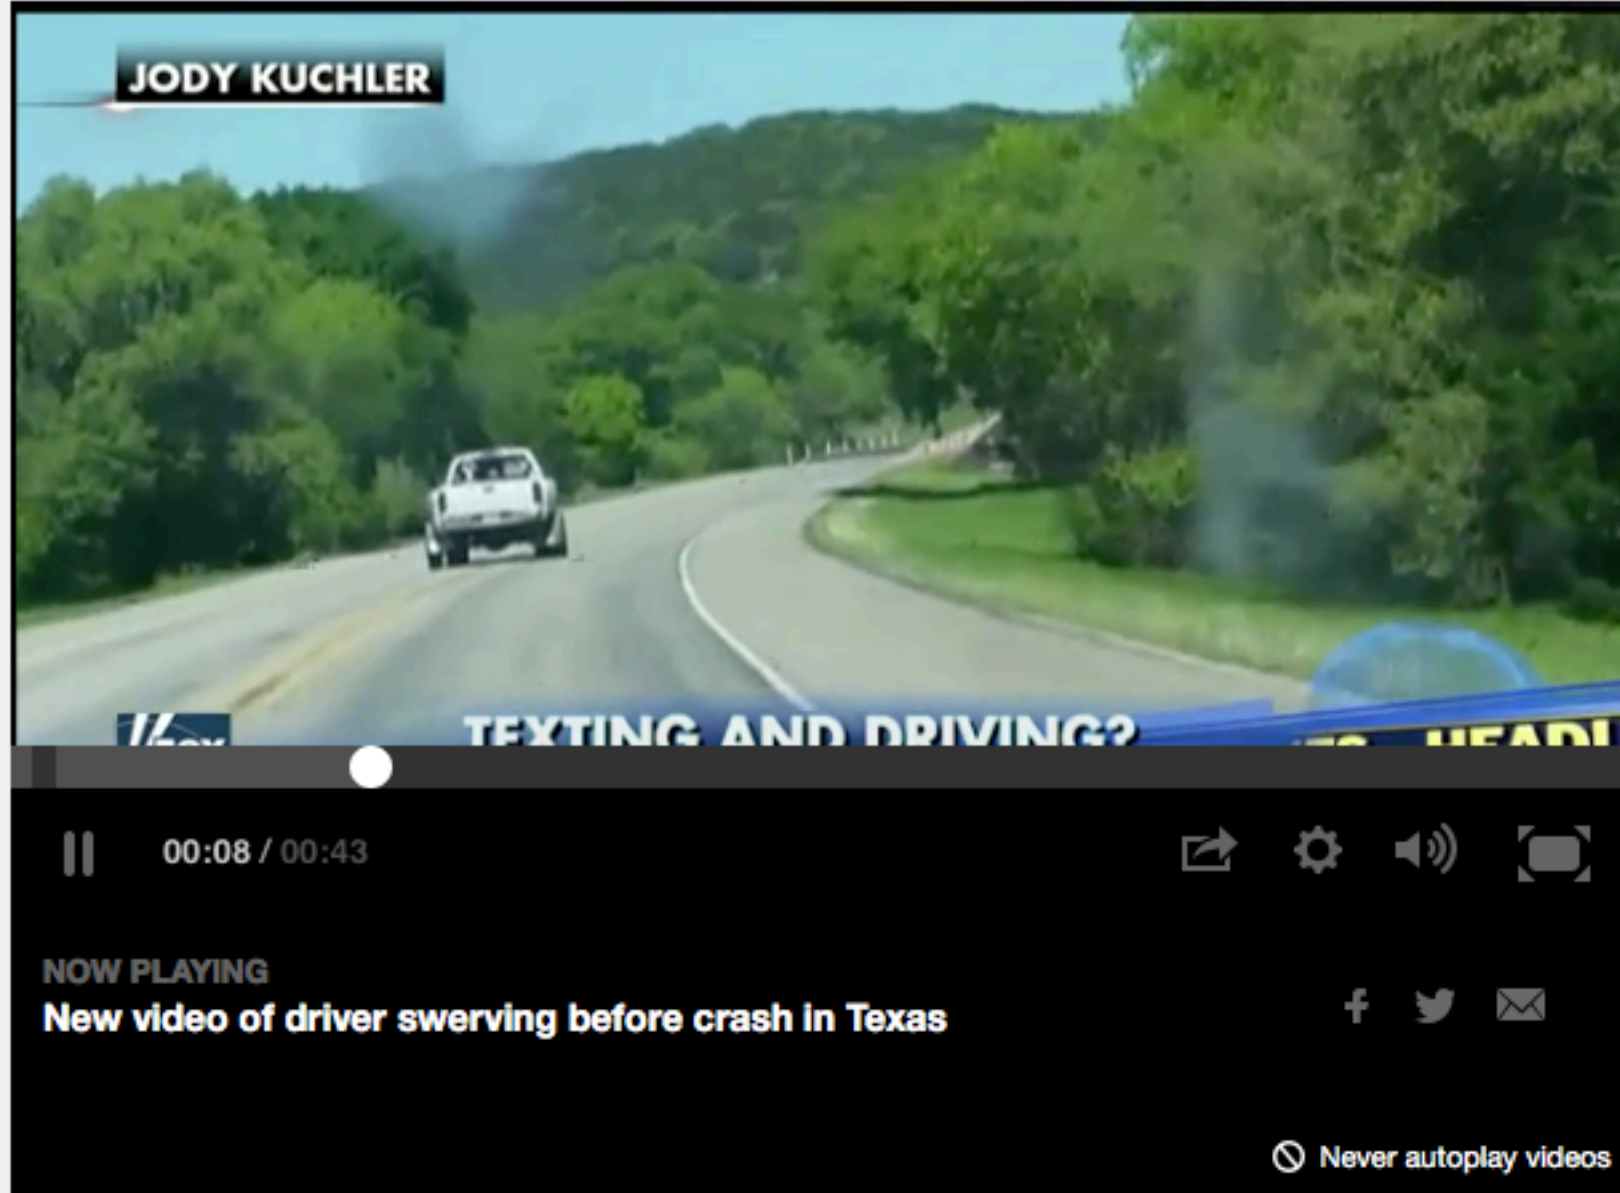 JODY KUCHLER
FOX
TEXTING AND DRIVING?
00:08 / 00:43
NOW PLAYING
New video of driver swerving before crash in Texas
Never autoplay videos